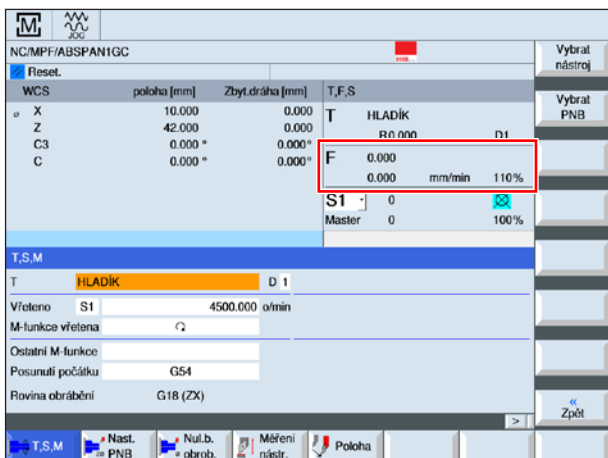 M JOG
NC/MPF/ABSPAN1GC
Reset.
WCS poloha [mm] Zbyt.dráha [mm] T,F,S
X 10.000 0.000
Z 42.000 0.000
C3 0.000 ° 0.000°
C 0.000 ° 0.000°
T HLADÍK
R0.000 D1
F 0.000
0.000 mm/min 110%
S1 0
Master 0 100%
T,S,M
T HLADÍK D 1
Vřeteno S1 4500.000 o/min
M-funkce vřetena
Ostatní M-funkce
Posunutí počátku G54
Rovina obrábění G18 (ZX)
>
Vybrat
nástroj
Vybrat
PNB
«
Zpět
T,S,M
Nast.
PNB
Nul.b.
obrob.
Měření
nástr.
Poloha